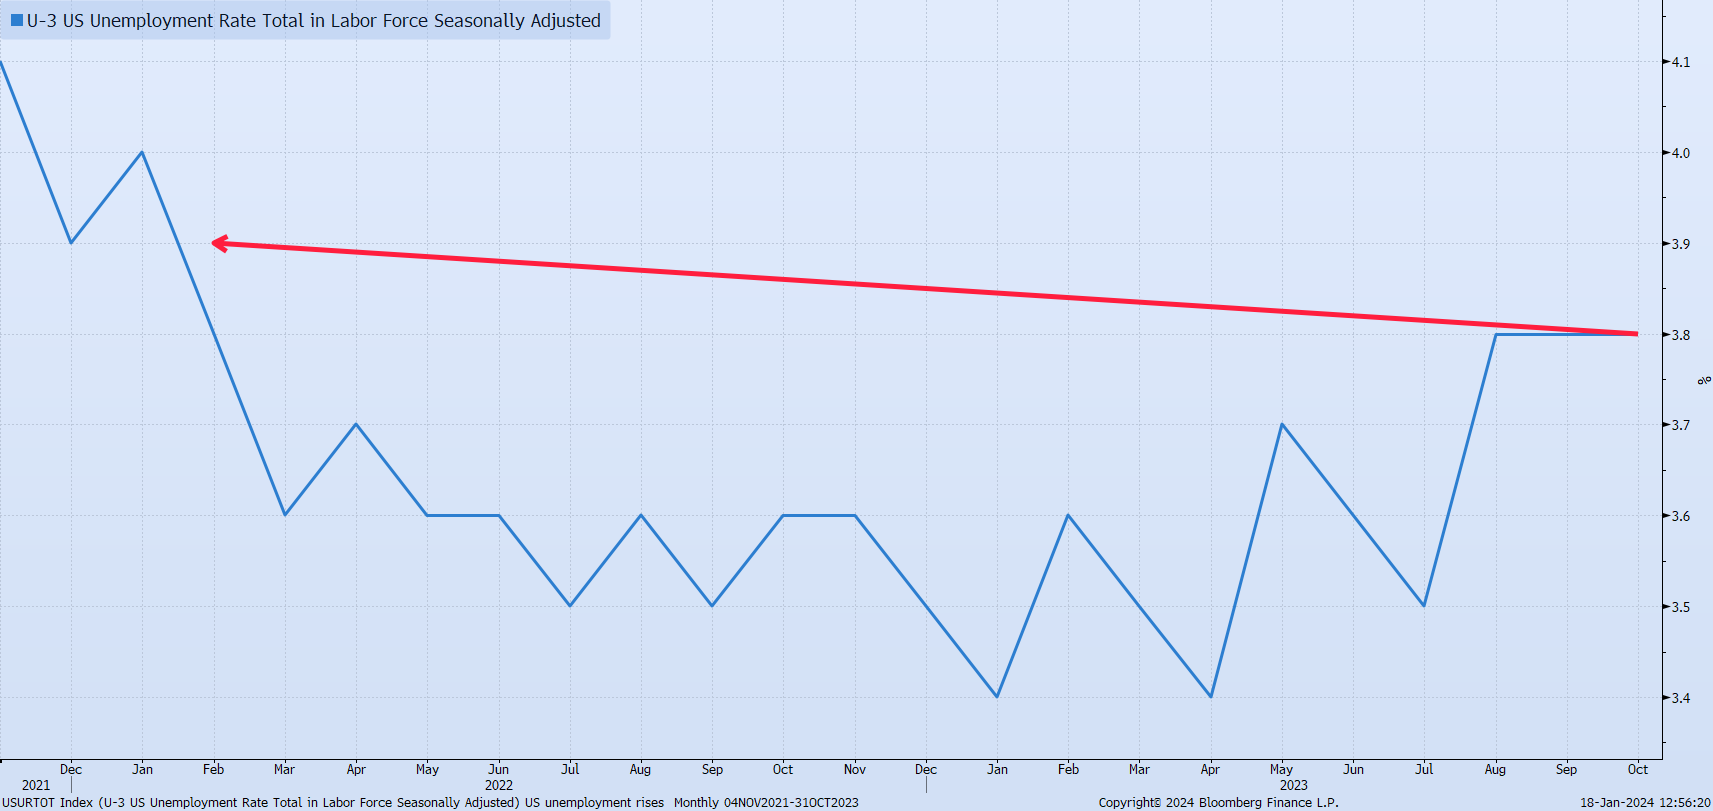 U-3 US Unemployment Rate Total in Labor Force Seasonally Adjusted
4.1
4.0
3.9
3.8
%
3.7
3.6
3.5
3.4
Dec Jan Feb Mar Apr May Jun Jul Aug Sep Oct Nov Dec Jan Feb Mar Apr May Jun Jul Aug Sep Oct
2021 2022 2023
USURTOT Index (U-3 US Unemployment Rate Total in Labor Force Seasonally Adjusted) US unemployment rises Monthly 04NOV2021-31OCT2023 Copyright© 2024 Bloomberg Finance L.P. 18-Jan-2024 12:56:20